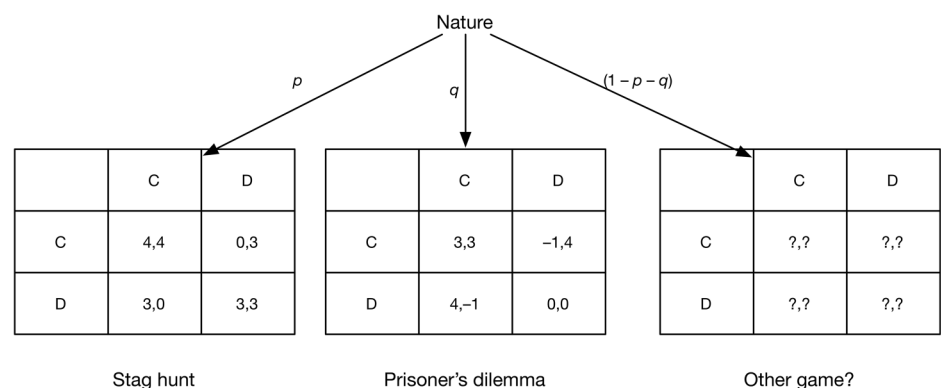 Nature
p
q
(1 – p – q)
C D
C 4,4 0,3
D 3,0 3,3
Stag hunt
C D
C 3,3 –1,4
D 4,–1 0,0
Prisoner's dilemma
C D
C ?,? ?,?
D ?,? ?,?
Other game?